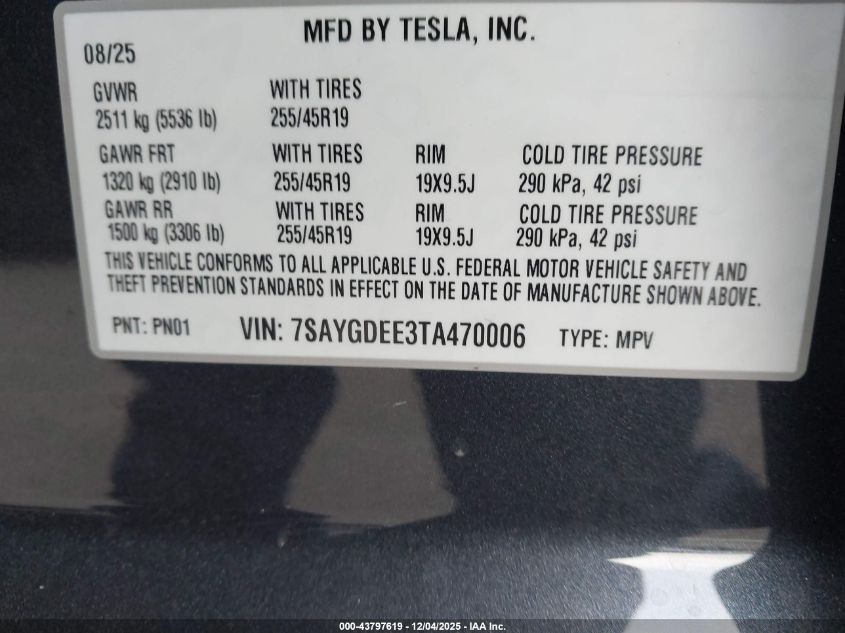 MFD BY TESLA, INC.
08/25
GVWR WITH TIRES
2511 kg (5536 lb) 255/45R19
GAWR FRT WITH TIRES RIM COLD TIRE PRESSURE
1320 kg (2910 lb) 255/45R19 19X9.5J 290 kPa, 42 psi
GAWR RR WITH TIRES RIM COLD TIRE PRESSURE
1500 kg (3306 lb) 255/45R19 19X9.5J 290 kPa, 42 psi
THIS VEHICLE CONFORMS TO ALL APPLICABLE U.S. FEDERAL MOTOR VEHICLE SAFETY AND
THEFT PREVENTION STANDARDS IN EFFECT ON THE DATE OF MANUFACTURE SHOWN ABOVE.
PNT: PN01 VIN: 7SAYGDEE3TA470006 TYPE: MPV
000-43797619 - 12/04/2025 - IAA Inc.